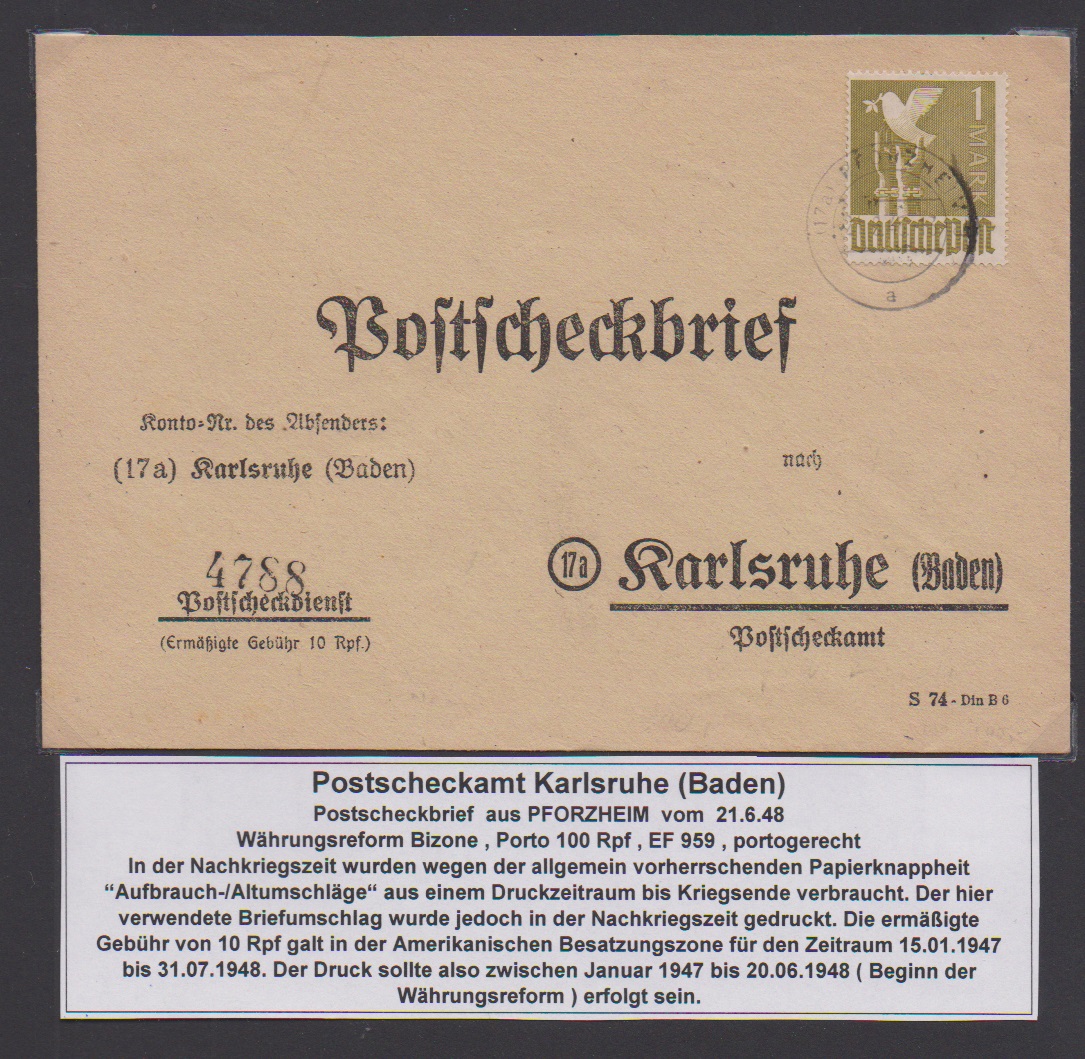 1 MARK
Deutsche Post
(17a) PFORZHEIM
a
Postscheckbrief
Konto-Nr. des Absenders:
(17a) Karlsruhe (Baden)
nach
4788
Postscheckdienst
(Ermäßigte Gebühr 10 Rpf.)
17a Karlsruhe (Baden)
Postscheckamt
S 74 - Din B 6
Postscheckamt Karlsruhe (Baden)
Postscheckbrief aus PFORZHEIM vom 21.6.48
Währungsreform Bizone , Porto 100 Rpf , EF 959 , portogerecht
In der Nachkriegszeit wurden wegen der allgemein vorherrschenden Papierknappheit
“Aufbrauch-/Altumschläge“ aus einem Druckzeitraum bis Kriegsende verbraucht. Der hier
verwendete Briefumschlag wurde jedoch in der Nachkriegszeit gedruckt. Die ermäßigte
Gebühr von 10 Rpf galt in der Amerikanischen Besatzungszone für den Zeitraum 15.01.1947
bis 31.07.1948. Der Druck sollte also zwischen Januar 1947 bis 20.06.1948 ( Beginn der
Währungsreform ) erfolgt sein.